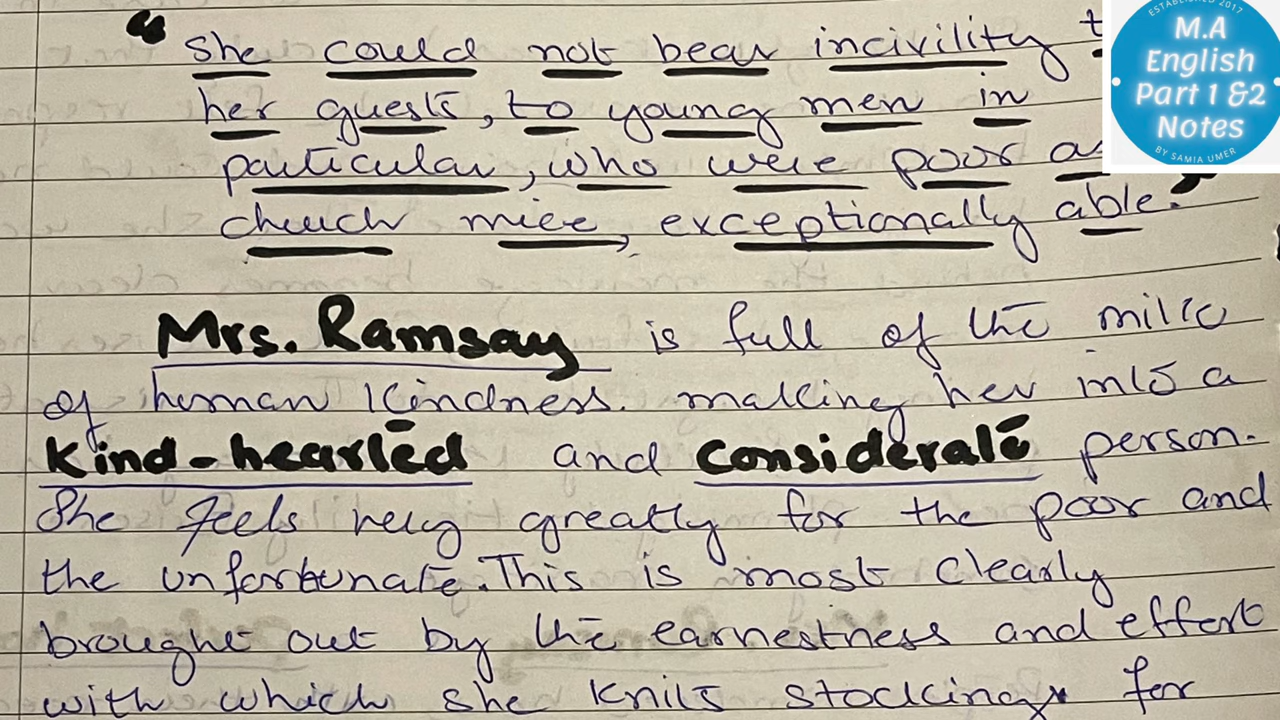 “ She could not bear incivility t
her guests, to young men in
particular, who were poor as
church mice, exceptionally able.”
Mrs. Ramsay is full of the milk
of human kindness. making her into a
Kind-hearted and Considerate person.
She feels very greatly for the poor and
the unfortunate. This is most clearly
brought out by the earnestness and effort
with which she knits stockings for
ESTABLISHED 2017
M.A
English
Part 1 &2
Notes
BY SAMIA UMER